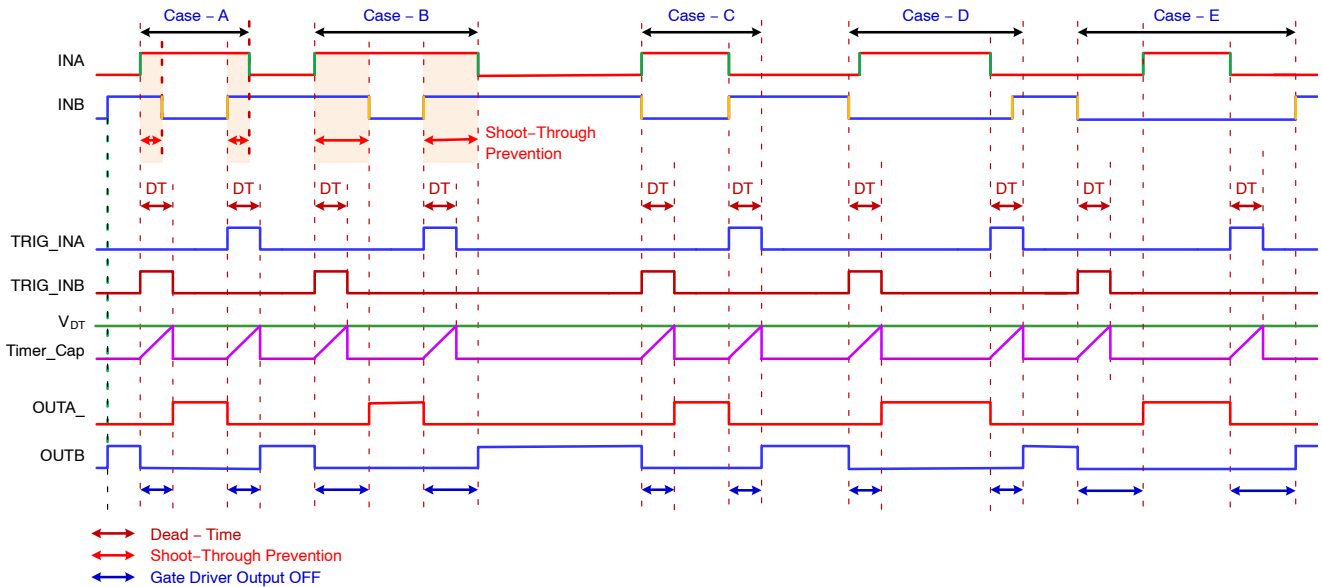 Case – A Case – B Case – C Case – D Case – E
INA
INB
Shoot–Through
Prevention
DT DT DT DT DT DT DT DT DT DT
TRIG_INA
TRIG_INB
VDT
Timer_Cap
OUTA_
OUTB
Dead – Time
Shoot–Through Prevention
Gate Driver Output OFF